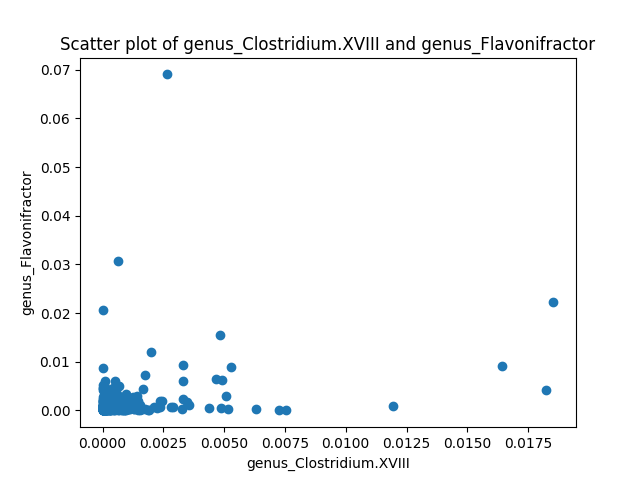 Scatter plot of genus_Clostridium.XVIII and genus_Flavonifractor
0.07
0.06
0.05
0.04
0.03
0.02
0.01
0.00
genus_Flavonifractor
0.0000 0.0025 0.0050 0.0075 0.0100 0.0125 0.0150 0.0175
genus_Clostridium.XVIII